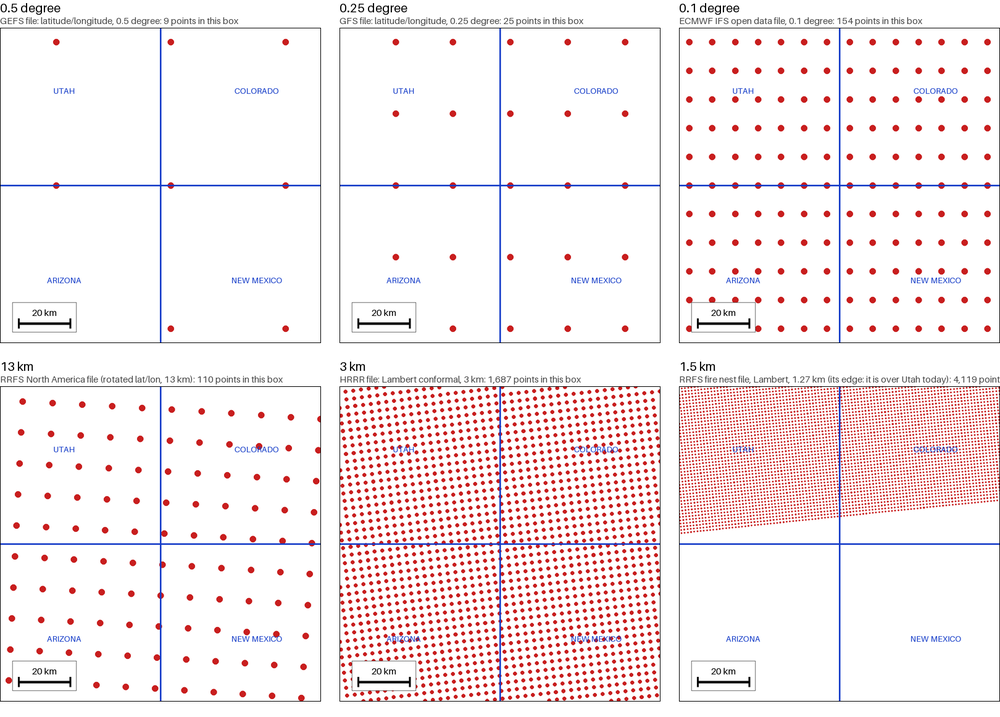 0.5 degree
GEFS file: latitude/longitude, 0.5 degree: 9 points in this box
UTAH
COLORADO
ARIZONA
NEW MEXICO
20 km
0.25 degree
GFS file: latitude/longitude, 0.25 degree: 25 points in this box
UTAH
COLORADO
ARIZONA
NEW MEXICO
20 km
0.1 degree
ECMWF IFS open data file, 0.1 degree: 154 points in this box
UTAH
COLORADO
ARIZONA
NEW MEXICO
20 km
13 km
RRFS North America file (rotated lat/lon, 13 km): 110 points in this box
UTAH
COLORADO
ARIZONA
NEW MEXICO
20 km
3 km
HRRR file: Lambert conformal, 3 km: 1,687 points in this box
UTAH
COLORADO
ARIZONA
NEW MEXICO
20 km
1.5 km
RRFS fire nest file, Lambert, 1.27 km (its edge: it is over Utah today): 4,119 point
UTAH
COLORADO
ARIZONA
NEW MEXICO
20 km